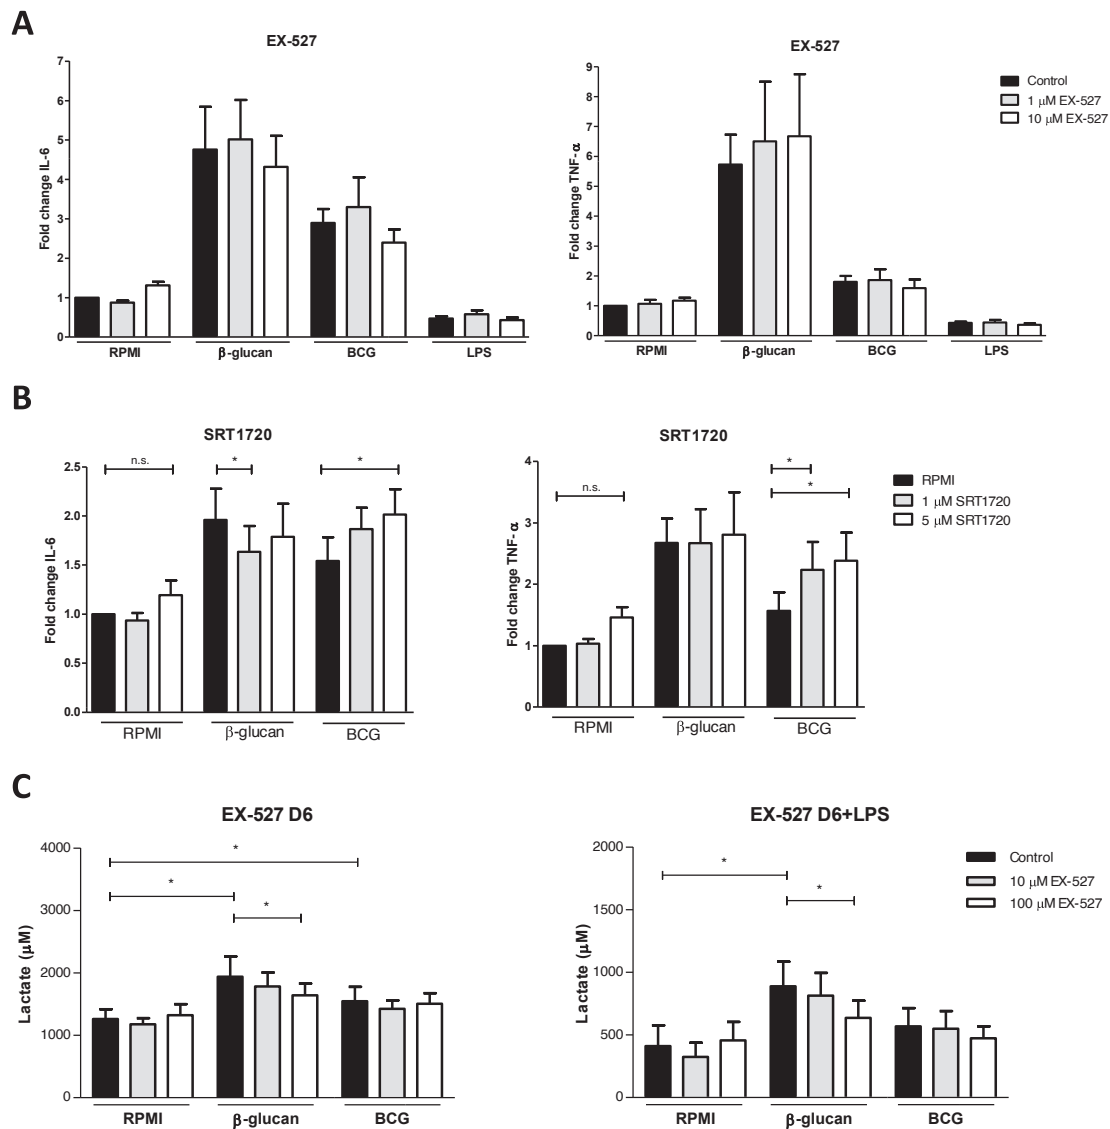 A
EX-527
Fold change IL-6
7
6
5
4
3
2
1
0
RPMI
β-glucan
BCG
LPS
EX-527
Fold change TNF-α
9
8
7
6
5
4
3
2
1
0
RPMI
β-glucan
BCG
LPS
Control
1 μM EX-527
10 μM EX-527
B
SRT1720
Fold change IL-6
2.5
2.0
1.5
1.0
0.5
0.0
n.s.
*
*
RPMI
β-glucan
BCG
SRT1720
Fold change TNF-α
4
3
2
1
0
n.s.
*
*
RPMI
β-glucan
BCG
RPMI
1 μM SRT1720
5 μM SRT1720
C
EX-527 D6
Lactate (μM)
4000
3000
2000
1000
0
*
*
*
RPMI
β-glucan
BCG
EX-527 D6+LPS
Lactate (μM)
2000
1500
1000
500
0
*
*
RPMI
β-glucan
BCG
Control
10 μM EX-527
100 μM EX-527